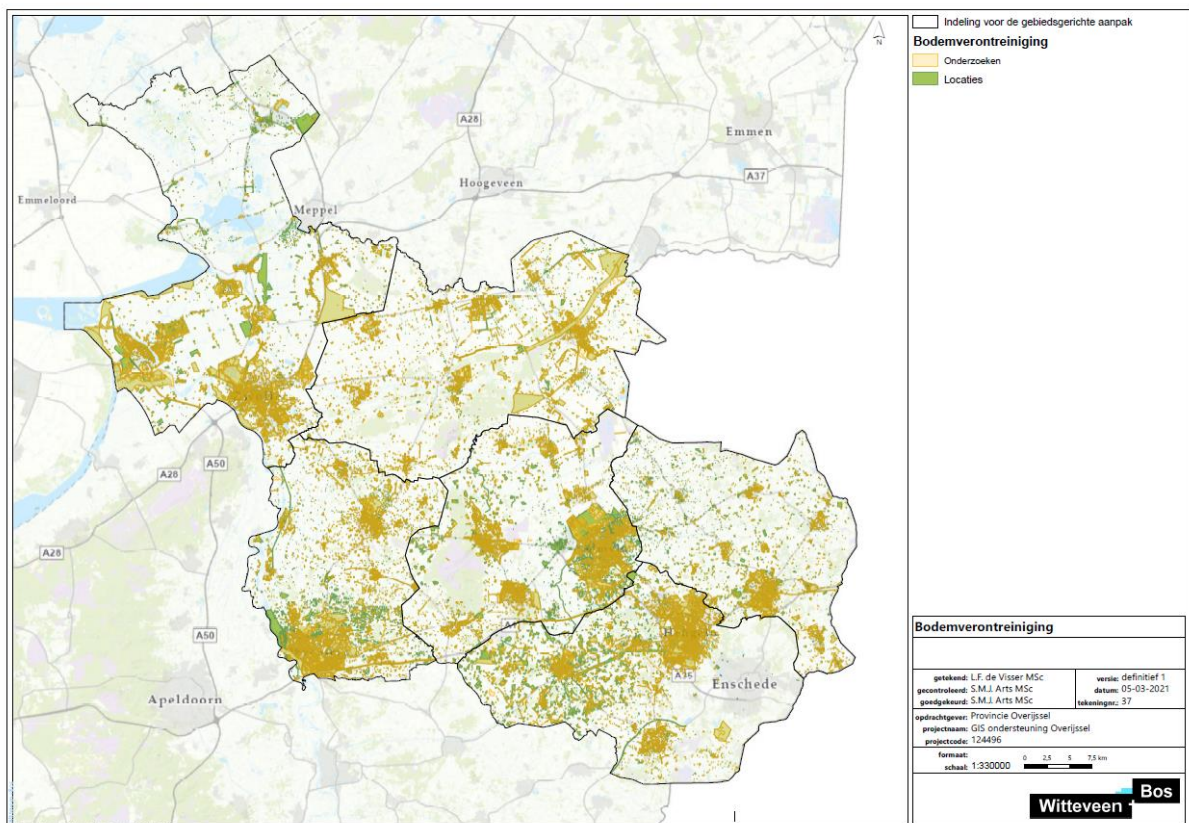 Indeling voor de gebiedsgerichte aanpak
Bodemverontreiniging
Onderzoeken
Locaties
N
A28
Emmen
A37
Hoogeveen
Emmeloord
Meppel
A50
A28
A28
A50
Apeldoorn
A35
Enschede
Bodemverontreiniging
getekend: L.F. de Visser MSc
gecontroleerd: S.M.J. Arts MSc
goedgekeurd: S.M.J. Arts MSc
versie: definitief 1
datum: 05-03-2021
tekeningnr.: 37
opdrachtgever: Provincie Overijssel
projectnaam: GIS ondersteuning Overijssel
projectcode: 124496
formaat:
schaal: 1:330000
0 2,5 5 7,5 km
Witteveen + Bos